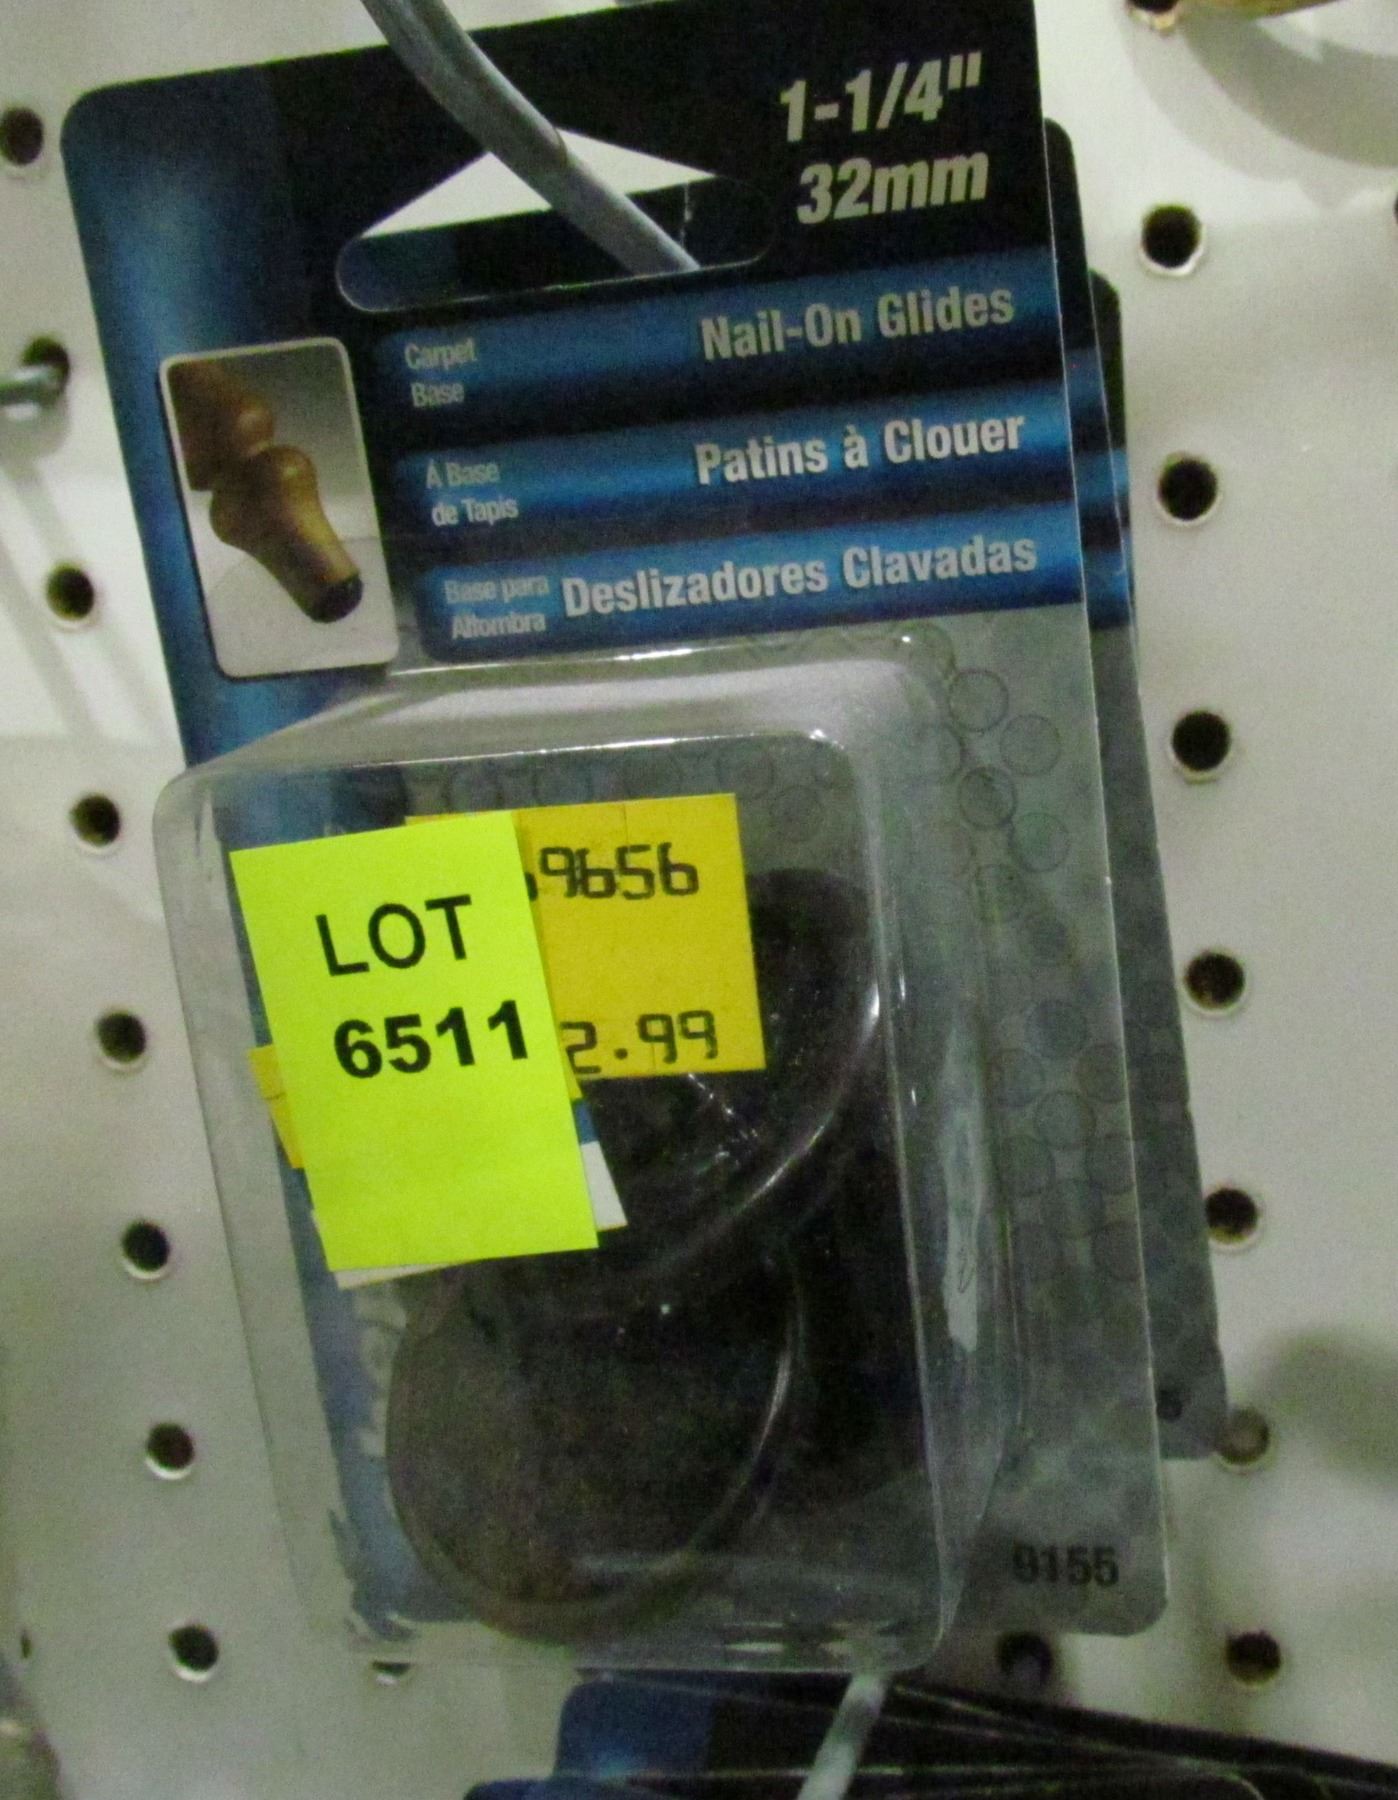 1-1/4"
32mm
Carpet
Base
Nail-On Glides
À Base
de Tapis
Patins à Clouer
Base para
Alfombra
Deslizadores Clavadas
9656
2.99
LOT
6511
9155